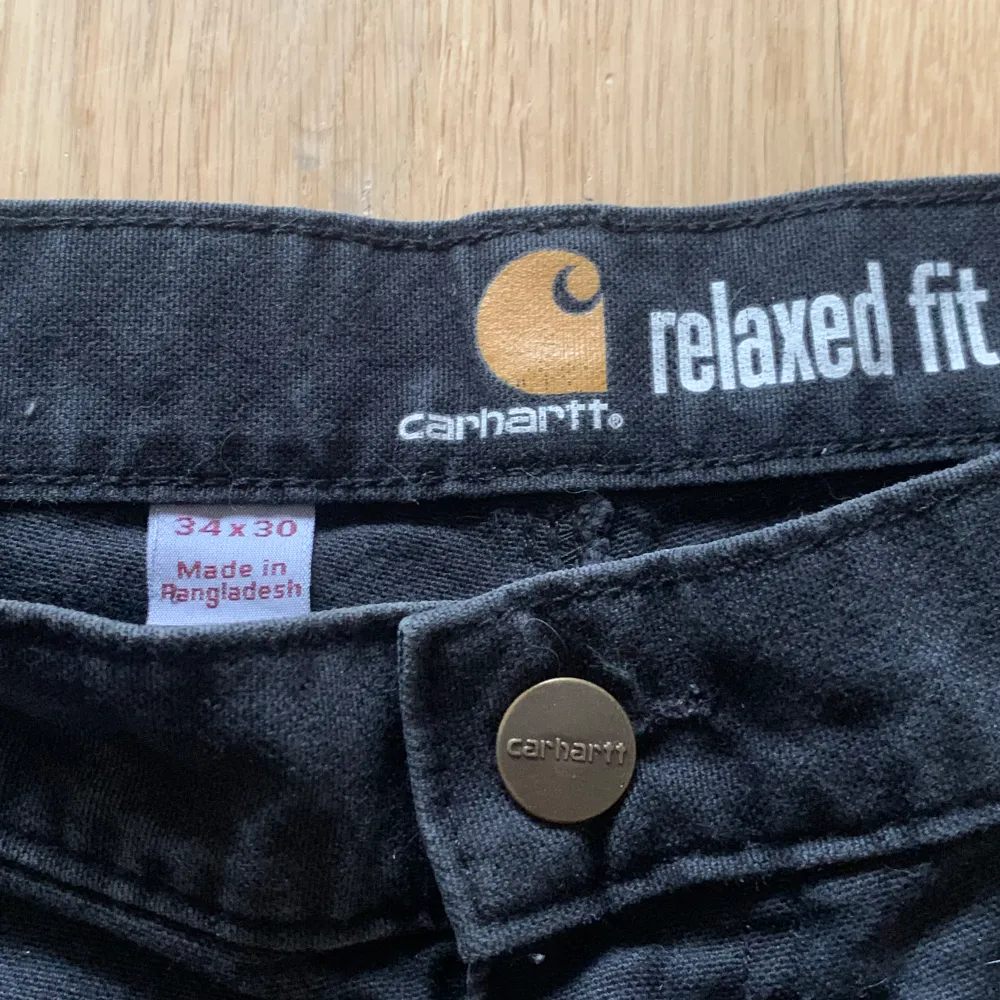 carhartt®
relaxed fit
34 x 30
Made in
Bangladesh
carhartt